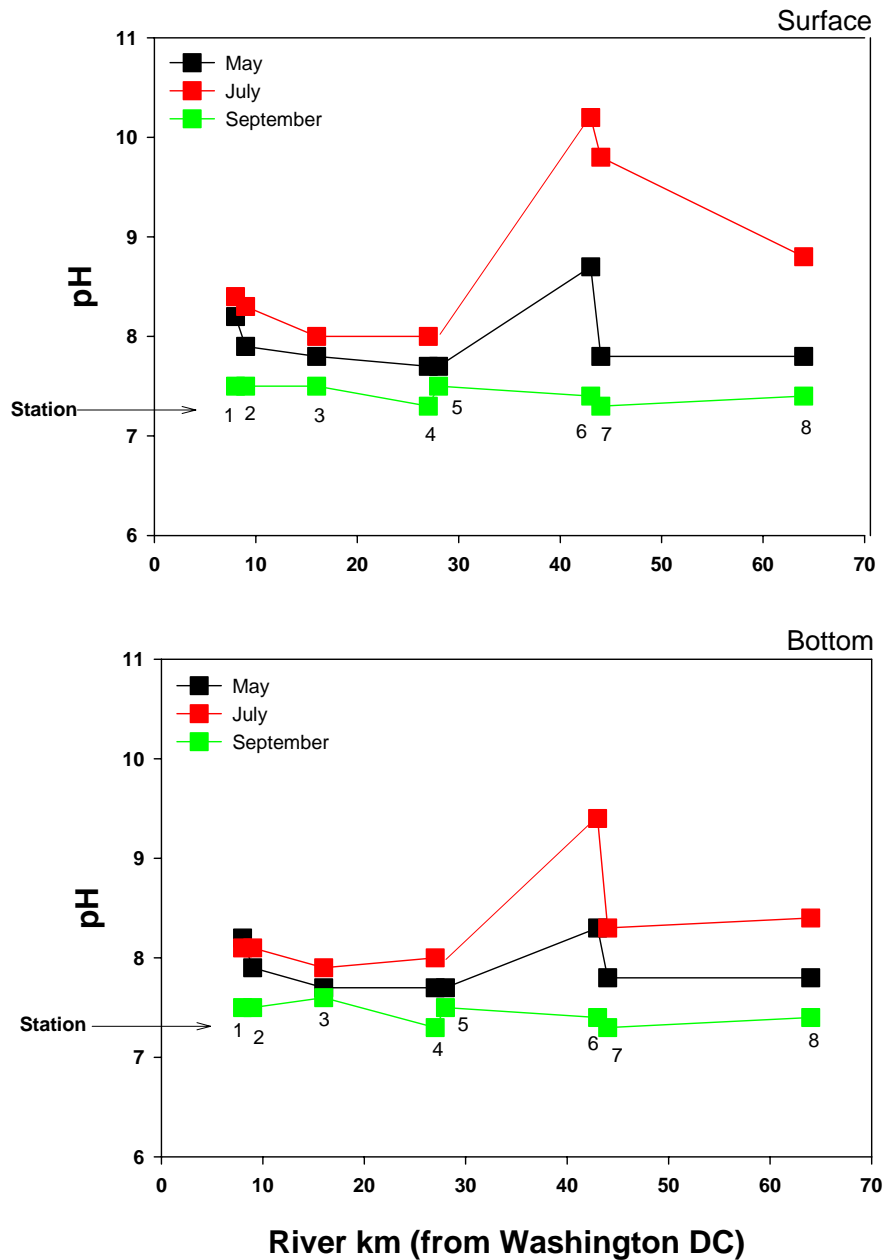 Surface
11
May
July
September
10
9
pH
8
Station
1 2 3 4 5 6 7 8
7
6
0 10 20 30 40 50 60 70
Bottom
11
May
July
September
10
9
pH
8
Station
1 2 3 4 5 6 7 8
7
6
0 10 20 30 40 50 60 70
River km (from Washington DC)